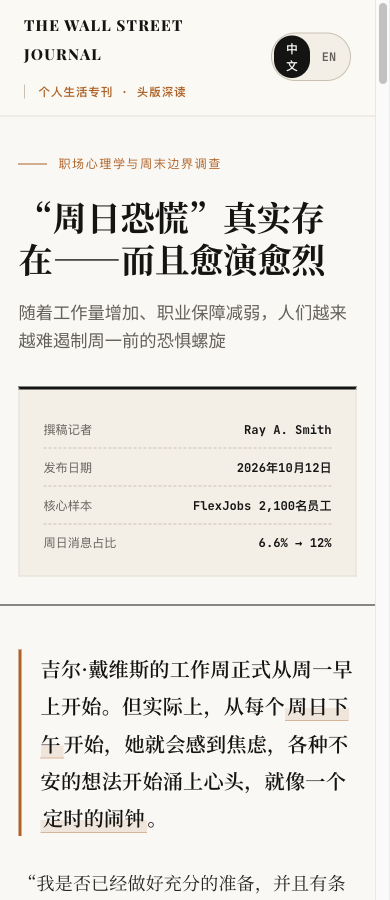 THE WALL STREET
JOURNAL
个人生活专刊 · 头版深读
中
文
EN
职场心理学与周末边界调查
“周日恐慌”真实存
在——而且愈演愈烈
随着工作量增加、职业保障减弱，人们越来
越难遏制周一前的恐惧螺旋
撰稿记者 Ray A. Smith
发布日期 2026年10月12日
核心样本 FlexJobs 2,100名员工
周日消息占比 6.6% → 12%
吉尔·戴维斯的工作周正式从周一早
上开始。但实际上，从每个周日下
午开始，她就会感到焦虑，各种不
安的想法开始涌上心头，就像一个
定时的闹钟。
“我是否已经做好充分的准备，并且有条